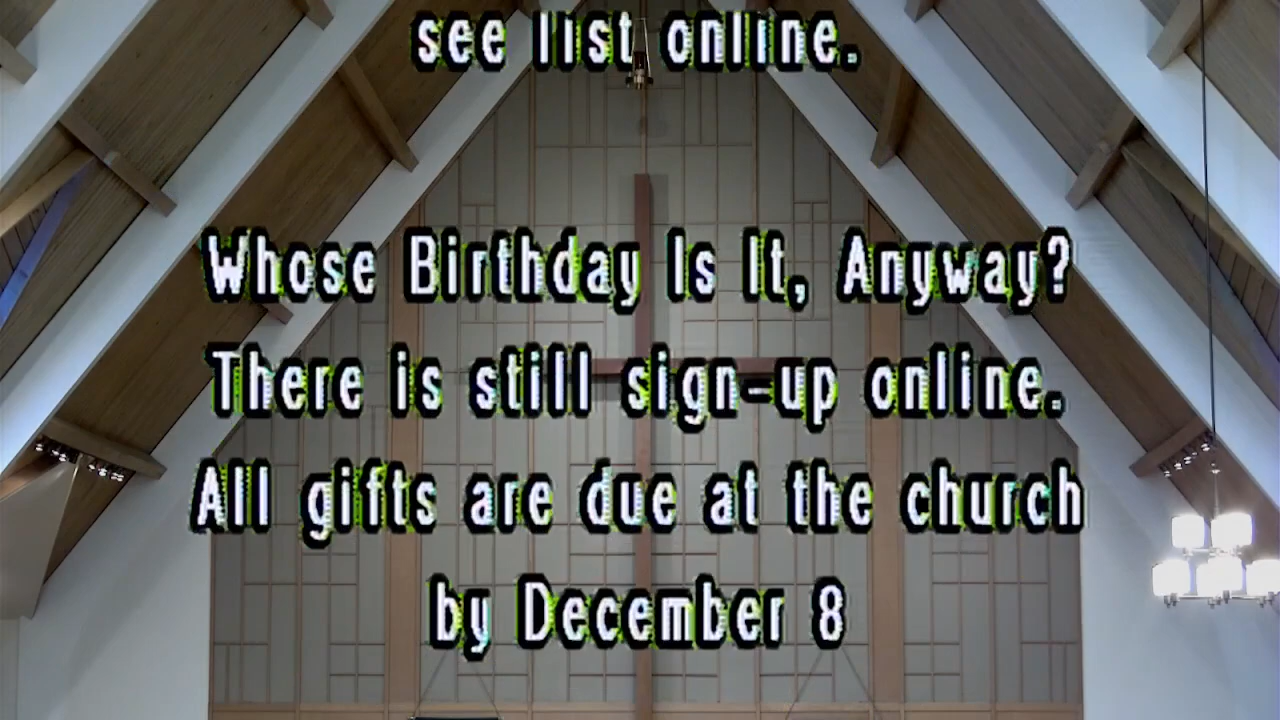 see list online.
Whose Birthday Is It, Anyway?
There is still sign-up online.
All gifts are due at the church
by December 8